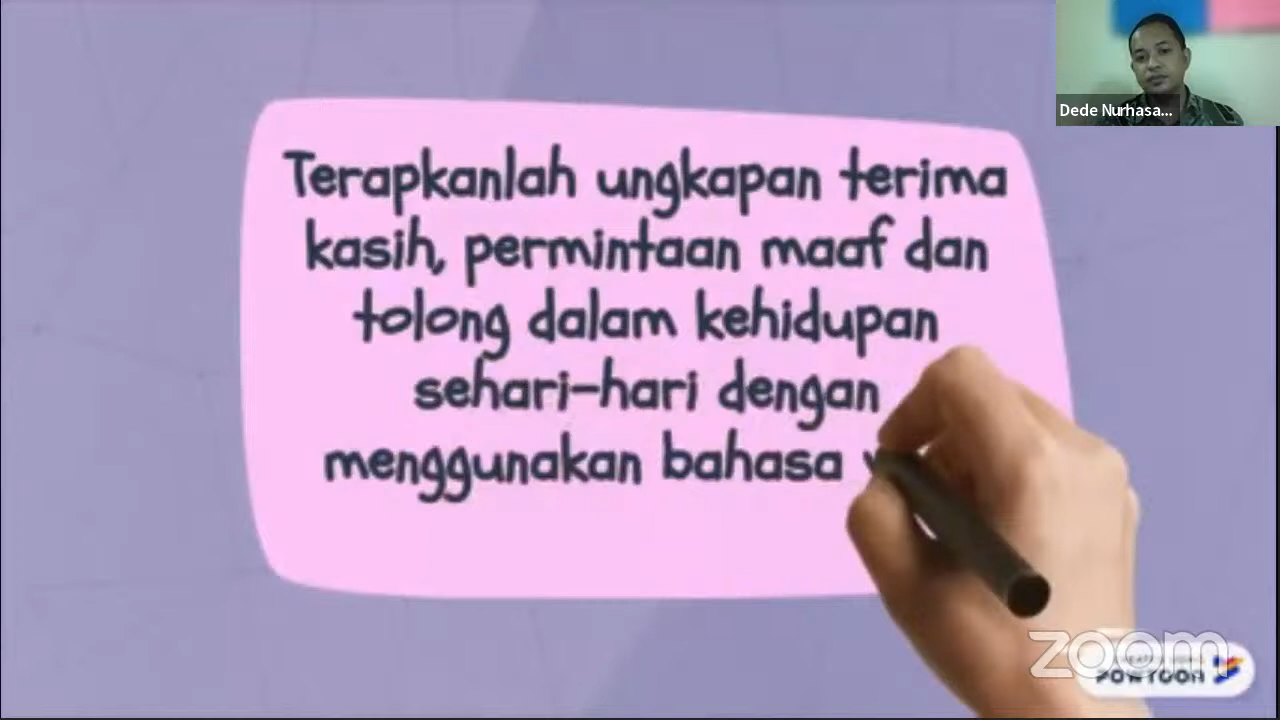 Dede Nurhasa...
Terapkanlah ungkapan terima
kasih, permintaan maaf dan
tolong dalam kehidupan
sehari-hari dengan
menggunakan bahasa
zoom
POWTOON